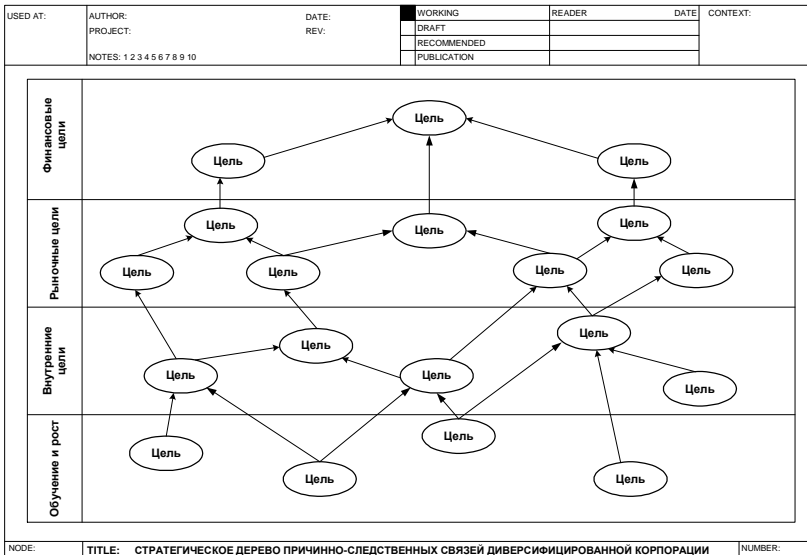 USED AT:
AUTHOR:
DATE:
WORKING
READER
DATE
CONTEXT:
PROJECT:
REV:
DRAFT
RECOMMENDED
NOTES: 1 2 3 4 5 6 7 8 9 10
PUBLICATION
Финансовые
цели
Цель
Цель
Цель
Рыночные цели
Цель
Цель
Цель
Цель
Цель
Цель
Цель
Внутренние
цели
Цель
Цель
Цель
Цель
Цель
Обучение и рост
Цель
Цель
Цель
Цель
NODE:
TITLE: СТРАТЕГИЧЕСКОЕ ДЕРЕВО ПРИЧИННО-СЛЕДСТВЕННЫХ СВЯЗЕЙ ДИВЕРСИФИЦИРОВАННОЙ КОРПОРАЦИИ
NUMBER: